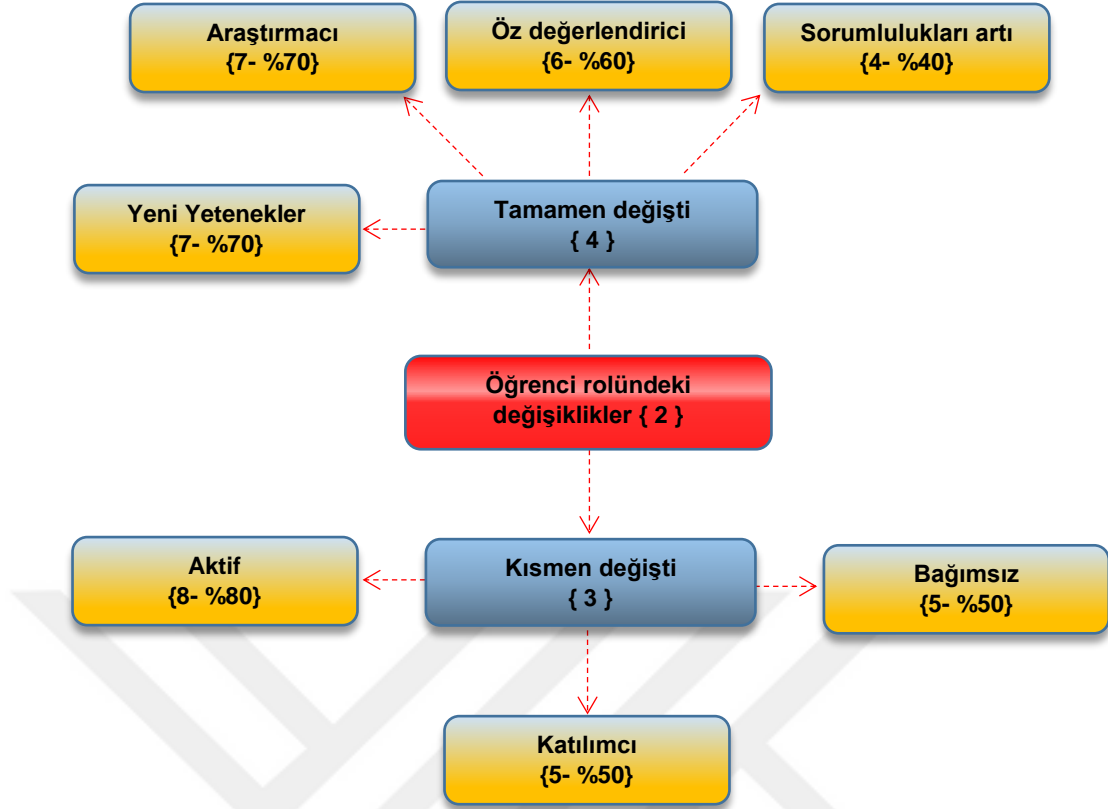 Araştırmacı
{7- %70}
Öz değerlendirici
{6- %60}
Sorumlulukları artı
{4- %40}
Yeni Yetenekler
{7- %70}
Tamamen değişti
{ 4 }
Öğrenci rolündeki
değişiklikler { 2 }
Aktif
{8- %80}
Kısmen değişti
{ 3 }
Bağımsız
{5- %50}
Katılımcı
{5- %50}